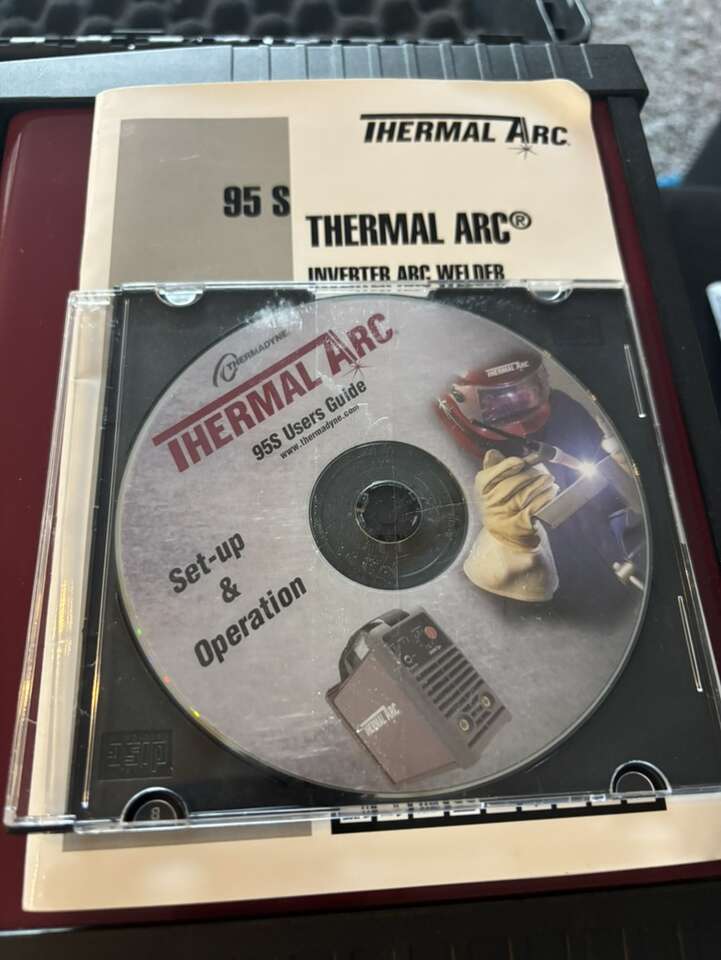 THERMAL ARC
95 S
THERMAL ARC®
INVERTER ARC WELDER
THERMADYNE
THERMAL ARC
95S Users Guide
www.thermadyne.com
Set-up
&
Operation
THERMAL ARC
THERMAL ARC